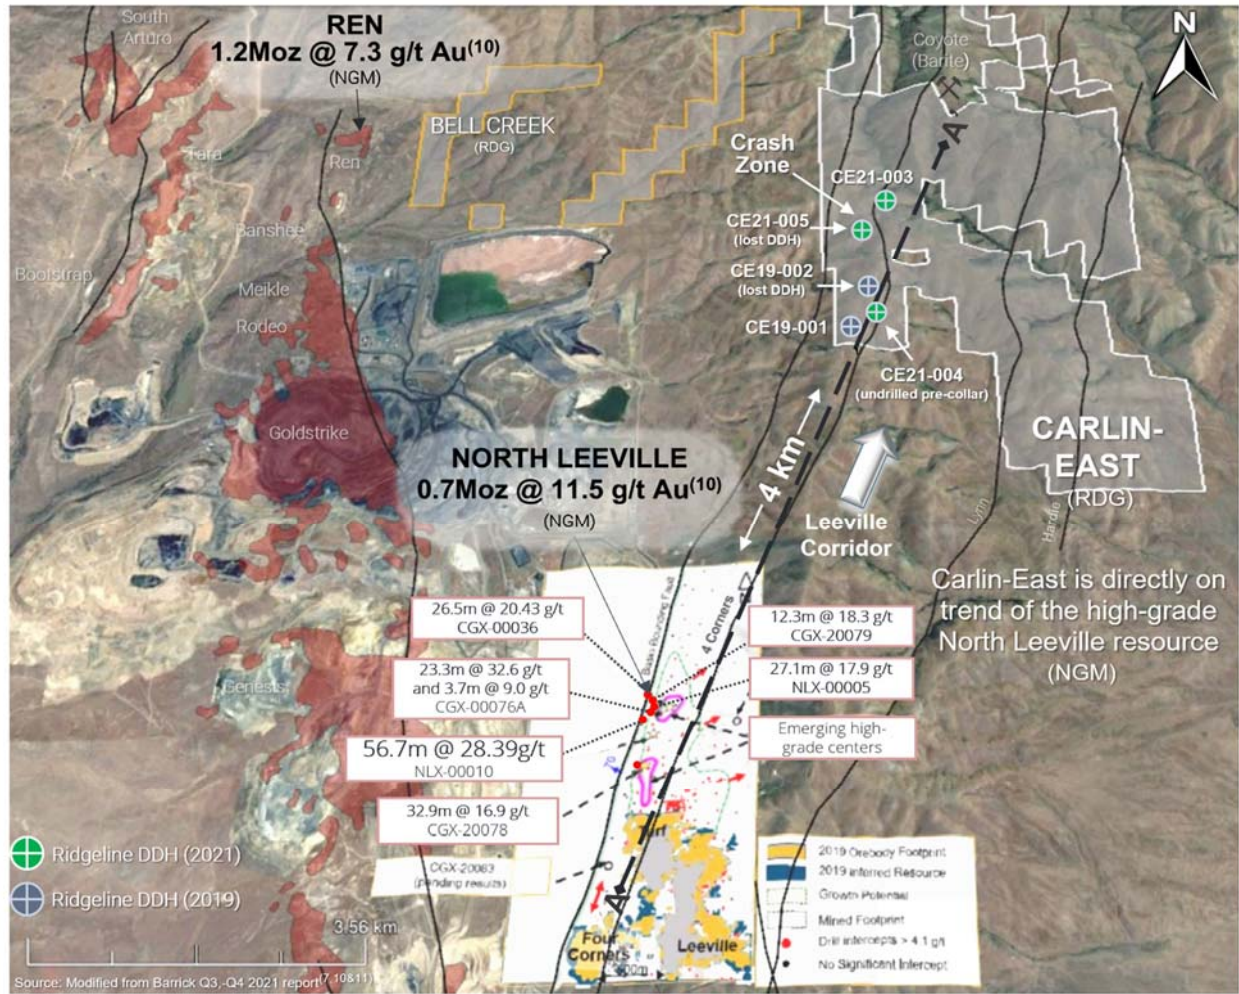 South
Arturo
REN
1.2Moz @ 7.3 g/t Au(10)
(NGM)
Coyote
(Barite)
N
BELL CREEK
(RDG)
Tara
Ren
Crash
Zone
A
CE21-003
CE21-005
(lost DDH)
Banshee
Bootstrap
Meikle
CE19-002
(lost DDH)
Rodeo
CE19-001
CE21-004
(undrilled pre-collar)
Goldstrike
CARLIN-
EAST
(RDG)
NORTH LEEVILLE
0.7Moz @ 11.5 g/t Au(10)
(NGM)
4 km
Leeville
Corridor
Lynn
Hardie
Carlin-East is directly on
trend of the high-grade
North Leeville resource
(NGM)
26.5m @ 20.43 g/t
CGX-00036
Bounding Fault
4 Corners
12.3m @ 18.3 g/t
CGX-20079
23.3m @ 32.6 g/t
and 3.7m @ 9.0 g/t
CGX-00076A
27.1m @ 17.9 g/t
NLX-00005
Genesis
Emerging high-
grade centers
56.7m @ 28.39g/t
NLX-00010
32.9m @ 16.9 g/t
CGX-20078
Turf
CGX-20083
(pending results)
A
Four
Corners
Leeville
Ridgeline DDH (2021)
Ridgeline DDH (2019)
3.56 km
2019 Orebody Footprint
2019 Inferred Resource
Growth Potential
Mined Footprint
Drill intercepts > 4.1 g/t
No Significant Intercept
Source: Modified from Barrick Q3,-Q4 2021 report(7,10&11)